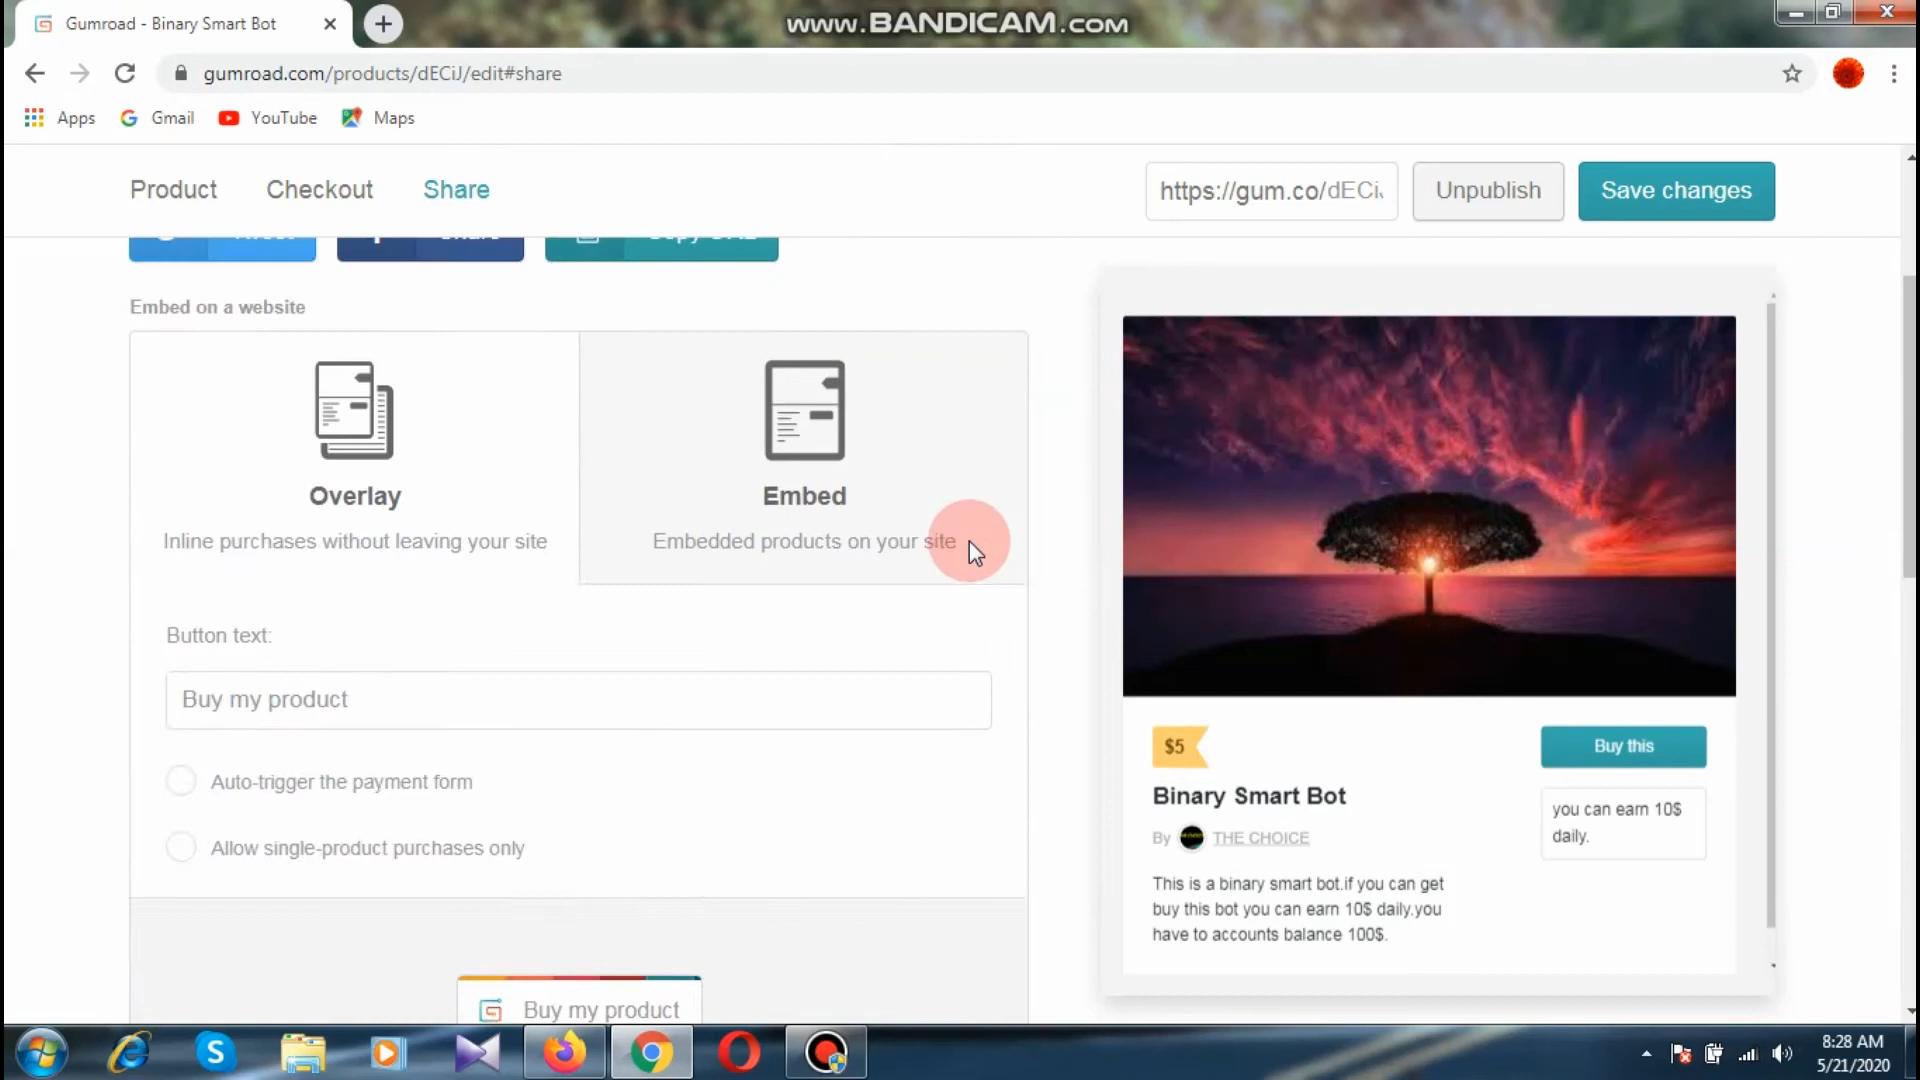 Gumroad - Binary Smart Bot
www.BANDICAM.com
gumroad.com/products/dECiJ/edit#share
Apps
Gmail
YouTube
Maps
Product
Checkout
Share
https://gum.co/dECiJ
Unpublish
Save changes
Tweet
Share
Copy URL
Embed on a website
Overlay
Inline purchases without leaving your site
Embed
Embedded products on your site
Button text:
Buy my product
Auto-trigger the payment form
Allow single-product purchases only
Buy my product
$5
Buy this
Binary Smart Bot
you can earn 10$
daily.
By THE CHOICE
This is a binary smart bot.if you can get
buy this bot you can earn 10$ daily.you
have to accounts balance 100$.
8:28 AM
5/21/2020